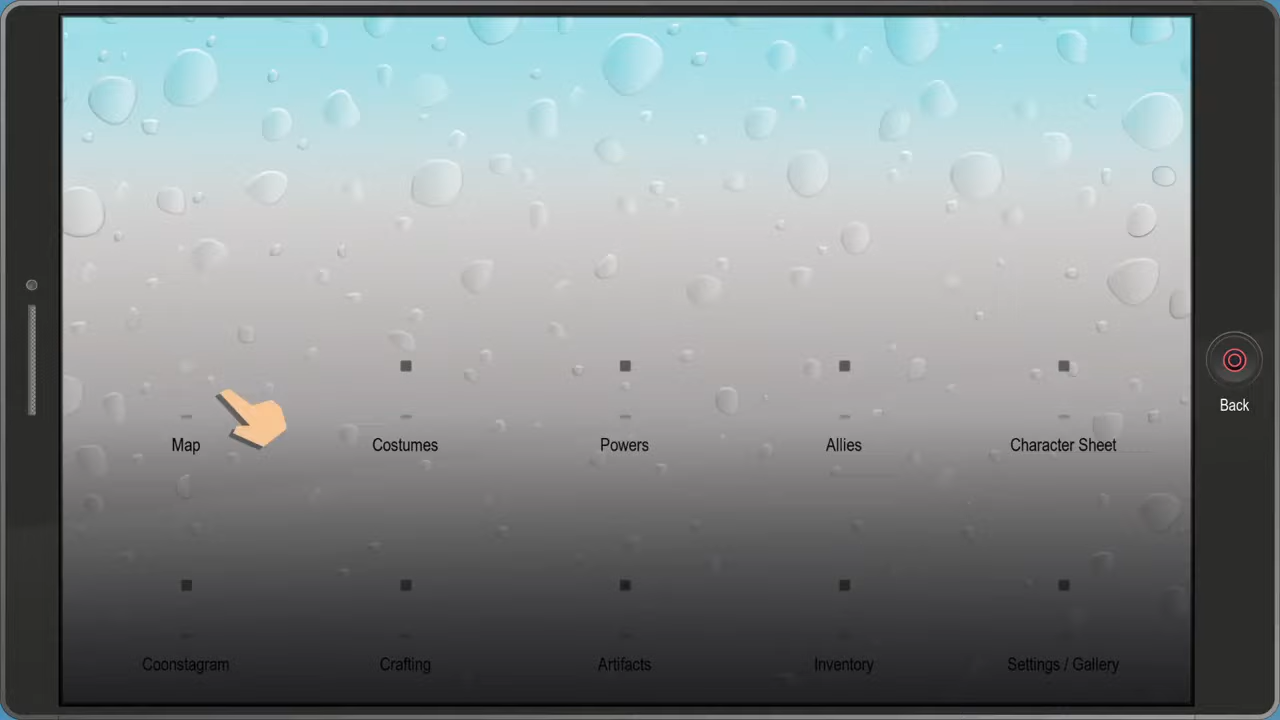 Back
Map
Costumes
Powers
Allies
Character Sheet
Coonstagram
Crafting
Artifacts
Inventory
Settings / Gallery